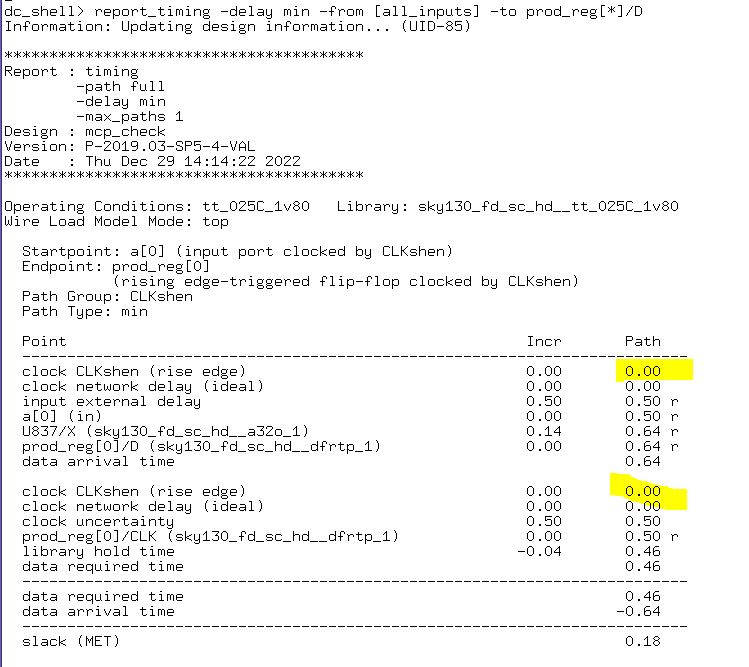 dc_shell> report_timing -delay min -from [all_inputs] -to prod_reg[*]/D
Information: Updating design information... (UID-85)
****************************************
Report : timing
        -path full
        -delay min
        -max_paths 1
Design : mcp_check
Version: P-2019.03-SP5-4-VAL
Date   : Thu Dec 29 14:14:22 2022
****************************************
Operating Conditions: tt_025C_1v80   Library: sky130_fd_sc_hd__tt_025C_1v80
Wire Load Model Mode: top
  Startpoint: a[0] (input port clocked by CLKshen)
  Endpoint: prod_reg[0]
            (rising edge-triggered flip-flop clocked by CLKshen)
  Path Group: CLKshen
  Path Type: min
  Point                                                   Incr       Path
  --------------------------------------------------------------------------
  clock CLKshen (rise edge)                               0.00       0.00
  clock network delay (ideal)                             0.00       0.00
  input external delay                                    0.50       0.50 r
  a[0] (in)                                               0.00       0.50 r
  U837/X (sky130_fd_sc_hd__a32o_1)                        0.14       0.64 r
  prod_reg[0]/D (sky130_fd_sc_hd__dfrtp_1)                0.00       0.64 r
  data arrival time                                                  0.64
  clock CLKshen (rise edge)                               0.00       0.00
  clock network delay (ideal)                             0.00       0.00
  clock uncertainty                                       0.50       0.50
  prod_reg[0]/CLK (sky130_fd_sc_hd__dfrtp_1)              0.00       0.50 r
  library hold time                                      -0.04       0.46
  data required time                                                 0.46
  --------------------------------------------------------------------------
  data required time                                                 0.46
  data arrival time                                                 -0.64
  --------------------------------------------------------------------------
  slack (MET)                                                        0.18